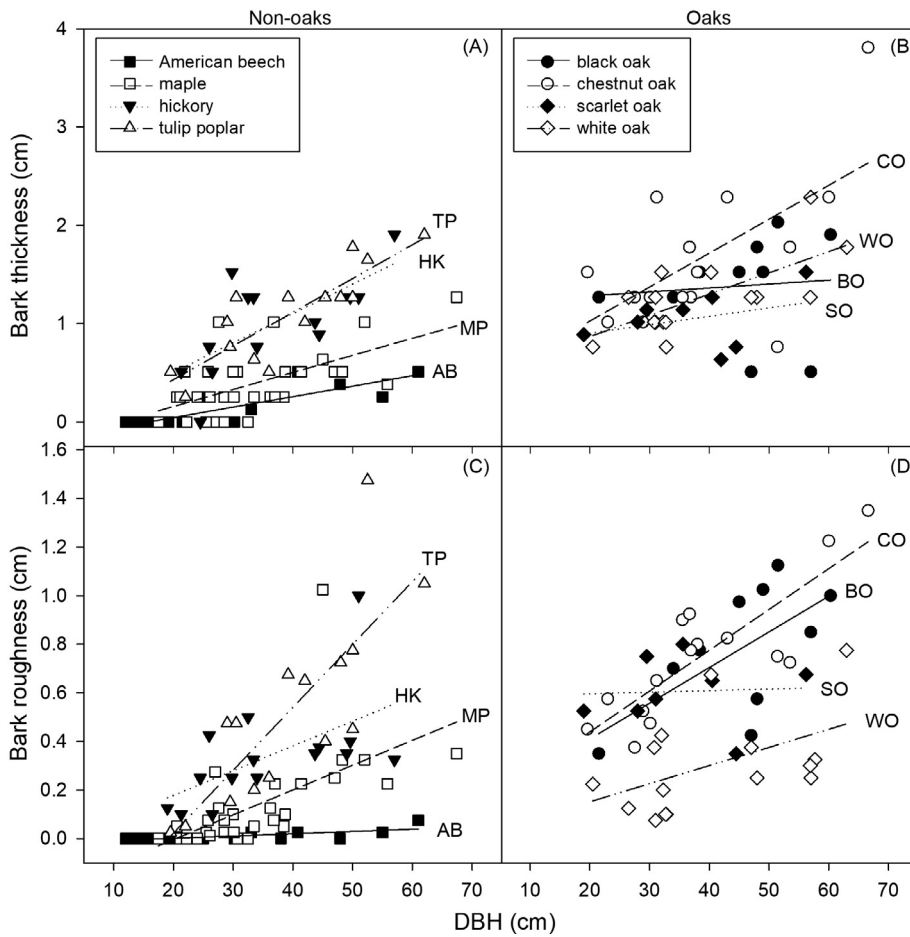 Non-oaks
Oaks
4
3
2
1
0
Bark thickness (cm)
(A)
American beech
maple
hickory
tulip poplar
TP
HK
MP
AB
(B
black oak
chestnut oak
scarlet oak
white oak
CO
WO
BO
SO
1.6
1.4
1.2
1.0
0.8
0.6
0.4
0.2
0.0
Bark roughness (cm)
(C)
TP
HK
MP
AB
(D
CO
BO
SO
WO
10 20 30 40 50 60 70 10 20 30 40 50 60 70
DBH (cm)